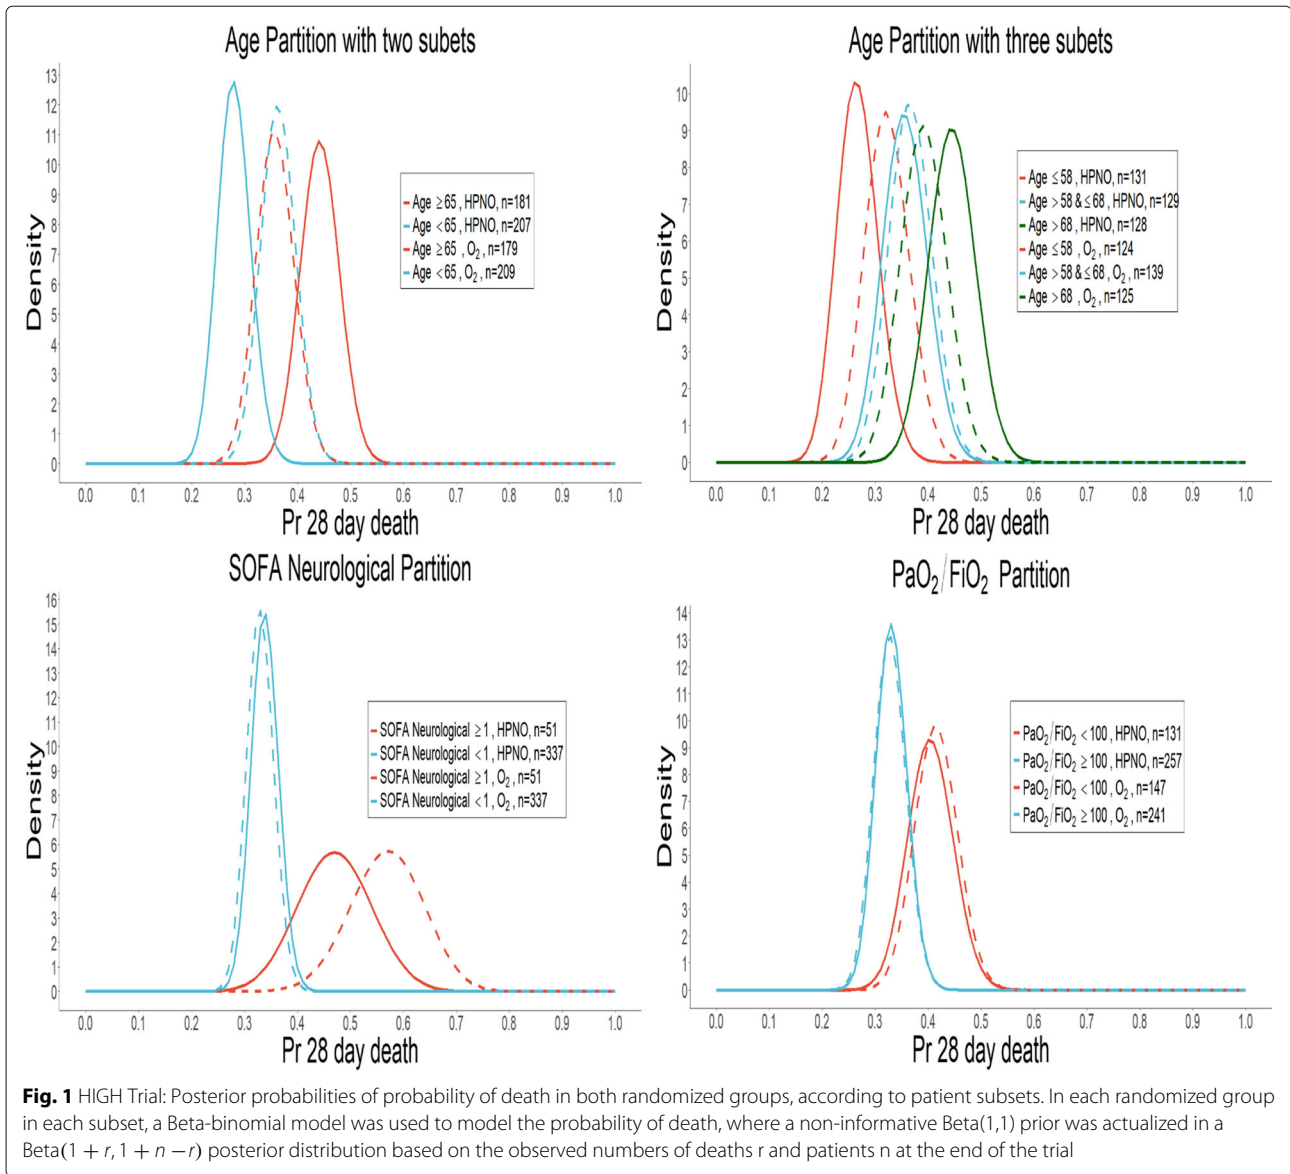 Age Partition with two subets
13
12
11
10
9
8
7
6
5
4
3
2
1
0
Density
Age ≥ 65 , HPNO, n=181
Age < 65 , HPNO, n=207
Age ≥ 65 , O₂ , n=179
Age < 65 , O₂ , n=209
0.0 0.1 0.2 0.3 0.4 0.5 0.6 0.7 0.8 0.9 1.0
Pr 28 day death
Age Partition with three subets
10
9
8
7
6
5
4
3
2
1
0
Density
Age ≤ 58 , HPNO, n=131
Age > 58 & ≤ 68 , HPNO, n=129
Age > 68 , HPNO, n=128
Age ≤ 58 , O₂ , n=124
Age > 58 & ≤ 68 , O₂ , n=139
Age > 68 , O₂ , n=125
0.0 0.1 0.2 0.3 0.4 0.5 0.6 0.7 0.8 0.9 1.0
Pr 28 day death
SOFA Neurological Partition
16
15
14
13
12
11
10
9
8
7
6
5
4
3
2
1
0
Density
SOFA Neurological ≥ 1 , HPNO, n=51
SOFA Neurological < 1 , HPNO, n=337
SOFA Neurological ≥ 1 , O₂ , n=51
SOFA Neurological < 1 , O₂ , n=337
0.0 0.1 0.2 0.3 0.4 0.5 0.6 0.7 0.8 0.9 1.0
Pr 28 day death
PaO₂/FiO₂ Partition
14
13
12
11
10
9
8
7
6
5
4
3
2
1
0
Density
PaO₂/FiO₂ < 100 , HPNO, n=131
PaO₂/FiO₂ ≥ 100 , HPNO, n=257
PaO₂/FiO₂ < 100 , O₂ , n=147
PaO₂/FiO₂ ≥ 100 , O₂ , n=241
0.0 0.1 0.2 0.3 0.4 0.5 0.6 0.7 0.8 0.9 1.0
Pr 28 day death
Fig. 1 HIGH Trial: Posterior probabilities of probability of death in both randomized groups, according to patient subsets. In each randomized group
in each subset, a Beta-binomial model was used to model the probability of death, where a non-informative Beta(1,1) prior was actualized in a
Beta(1 + r, 1 + n − r) posterior distribution based on the observed numbers of deaths r and patients n at the end of the trial